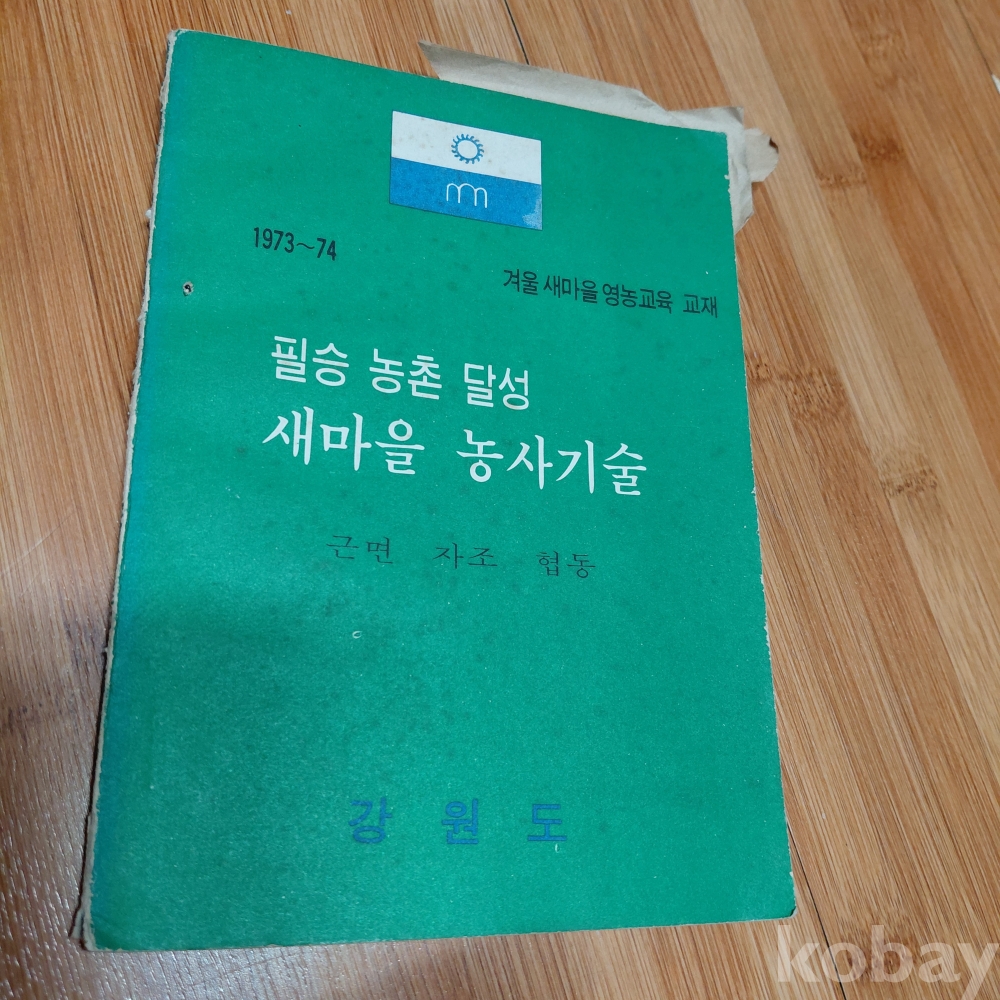 1973~74
겨울 새마을 영농교육 교재
필승 농촌 달성
새마을 농사기술
근면 자조 협동
강원도
kobay